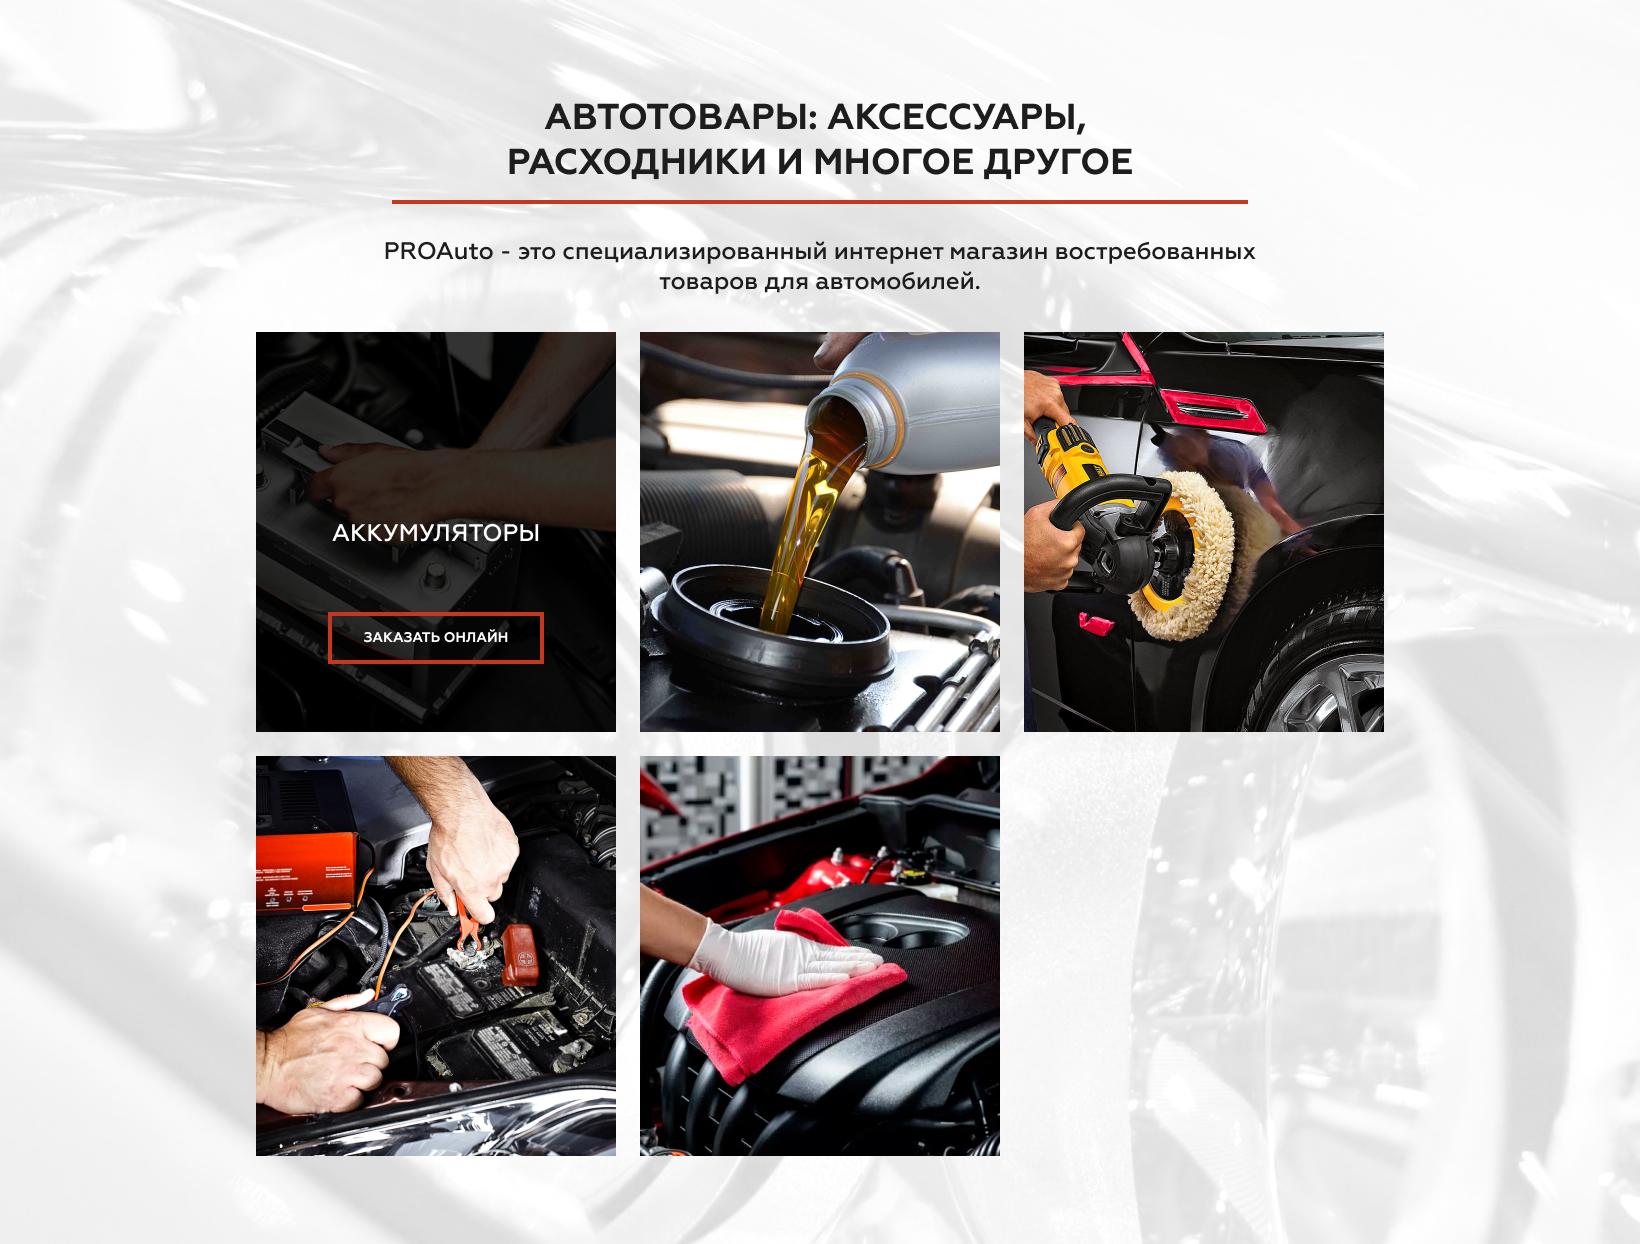 АВТОТОВАРЫ: АКСЕССУАРЫ,
РАСХОДНИКИ И МНОГОЕ ДРУГОЕ
PROAuto - это специализированный интернет магазин востребованных
товаров для автомобилей.
АККУМУЛЯТОРЫ
ЗАКАЗАТЬ ОНЛАЙН